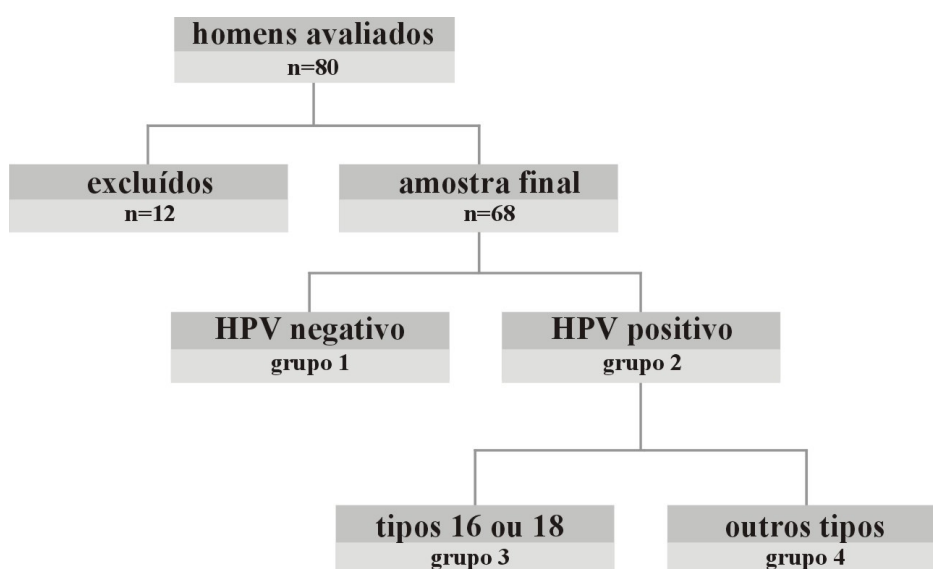 homens avaliados
n=80
excluídos
n=12
amostra final
n=68
HPV negativo
grupo 1
HPV positivo
grupo 2
tipos 16 ou 18
grupo 3
outros tipos
grupo 4